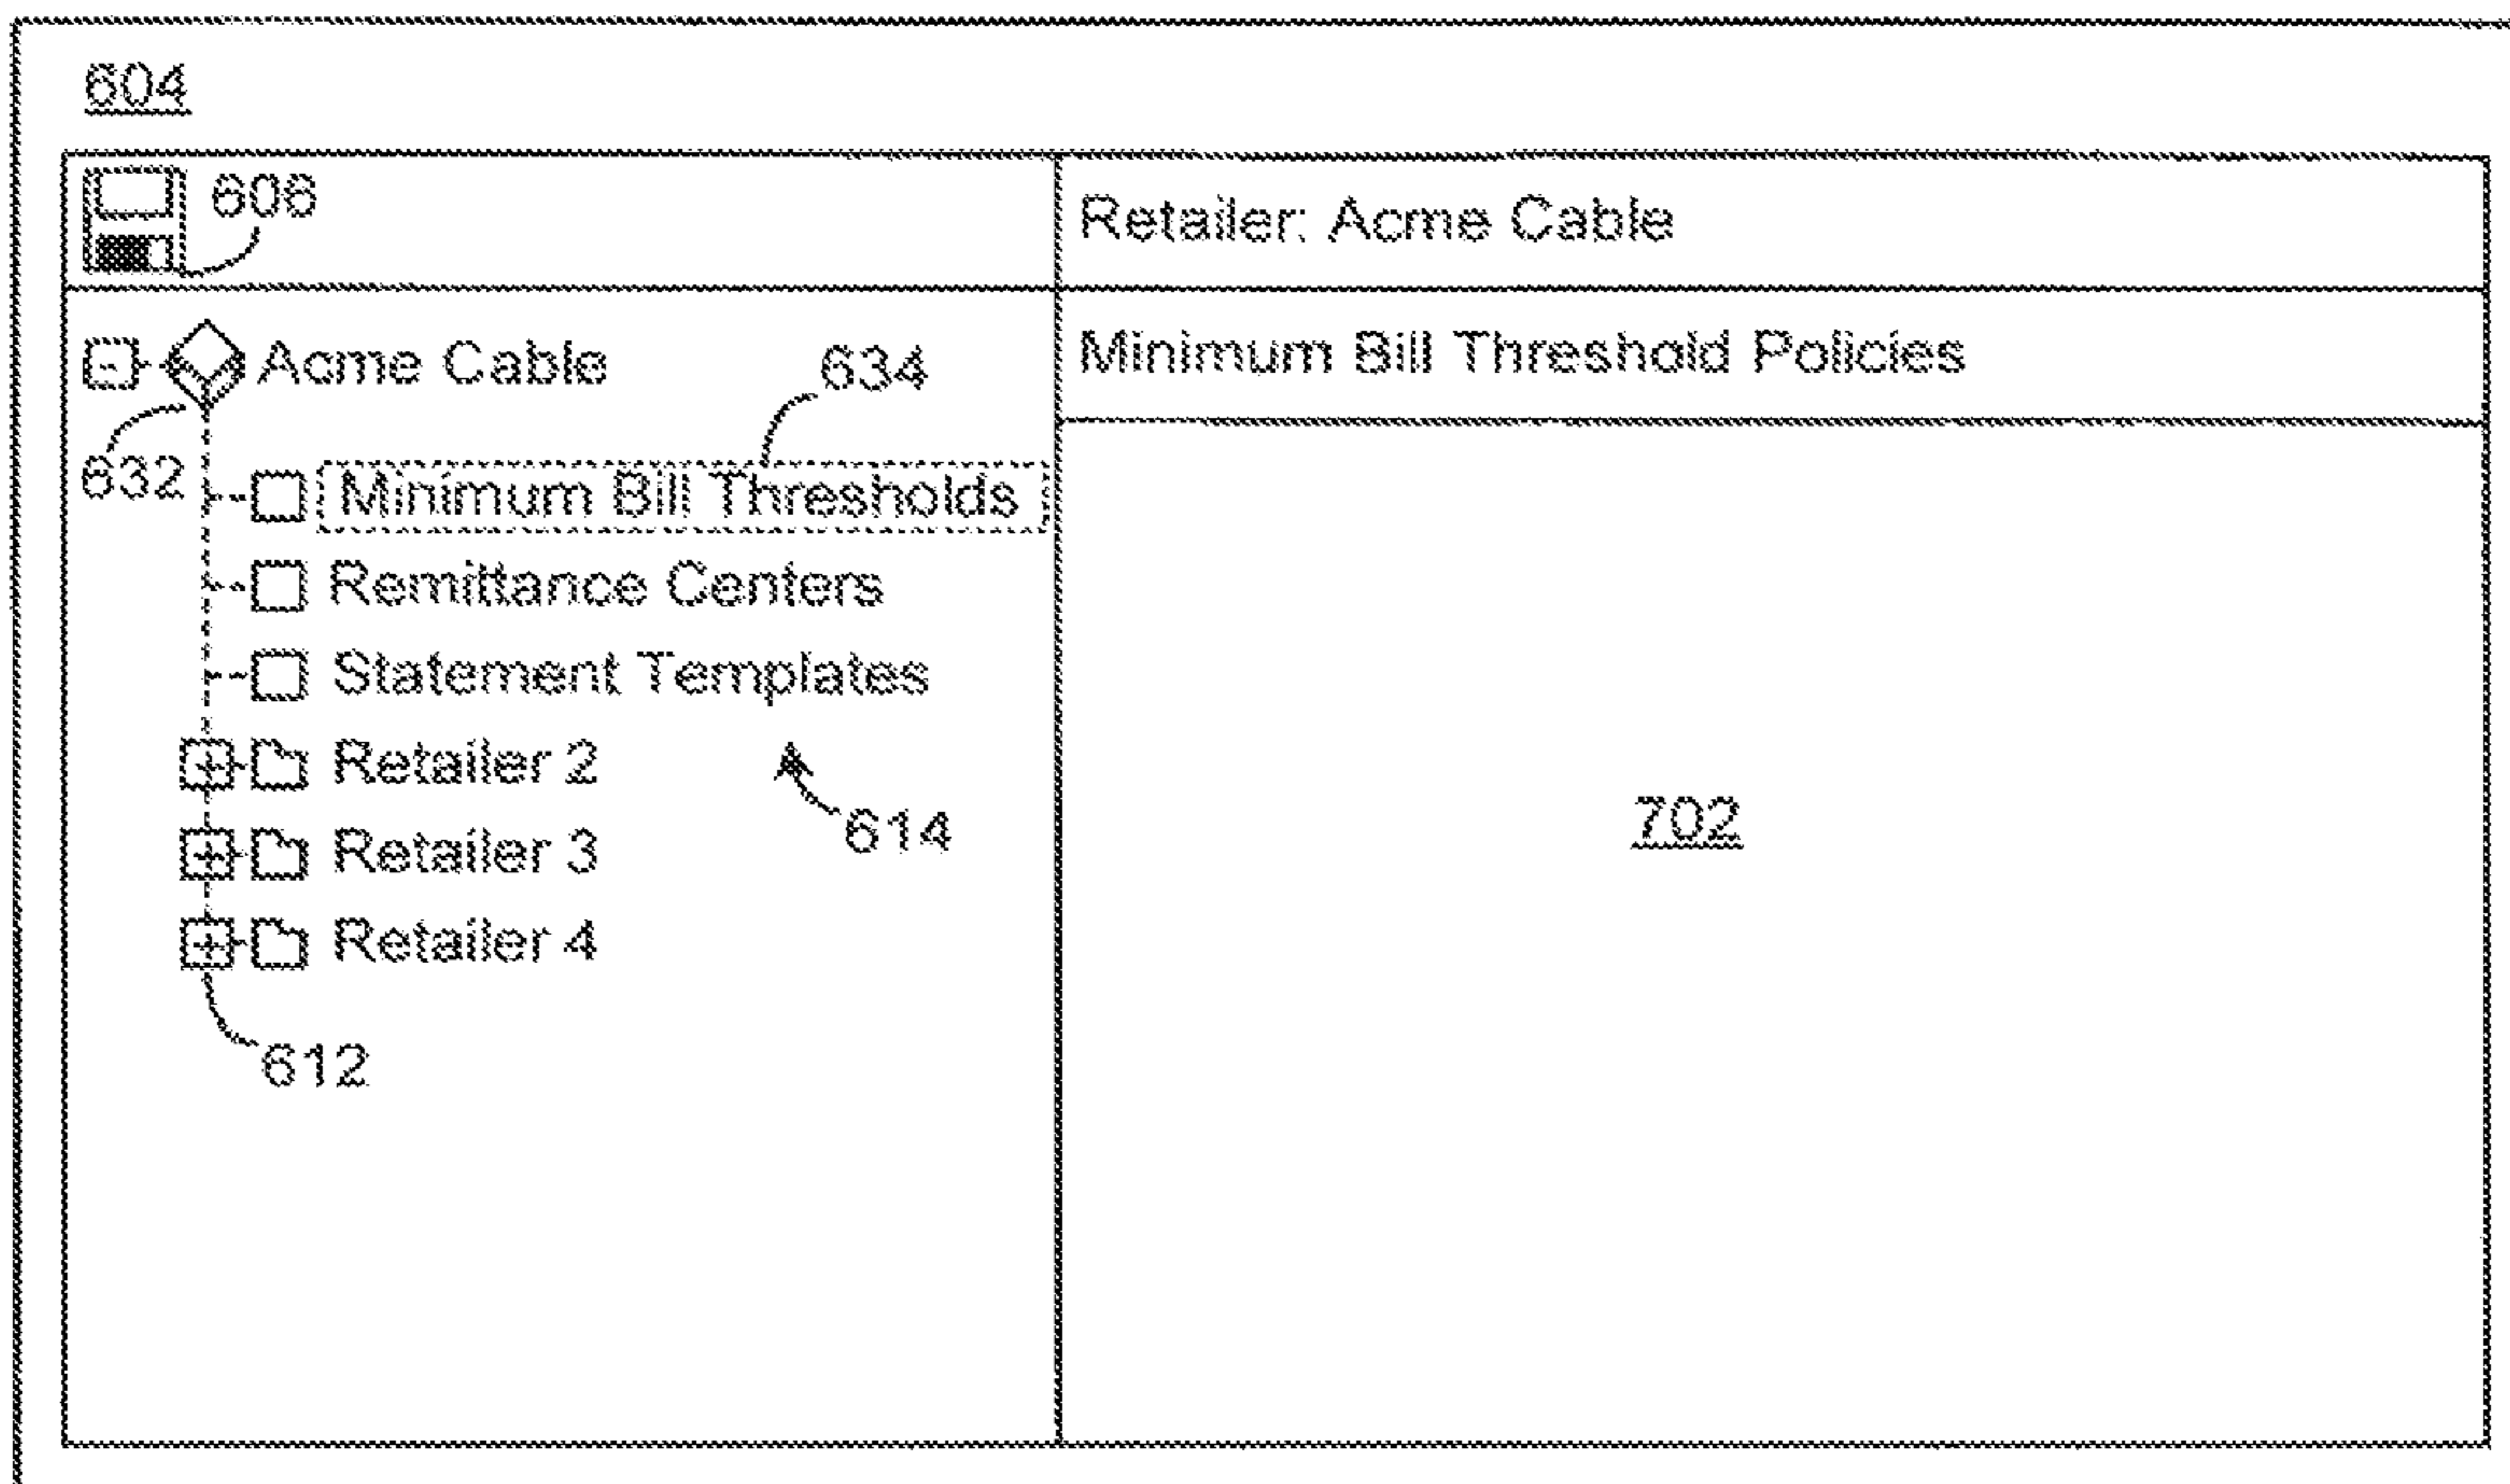 604
606
Retailer: Acme Cable
Acme Cable
634
Minimum Bill Threshold Policies
632
Minimum Bill Thresholds
Remittance Centers
Statement Templates
Retailer 2
614
702
Retailer 3
Retailer 4
612